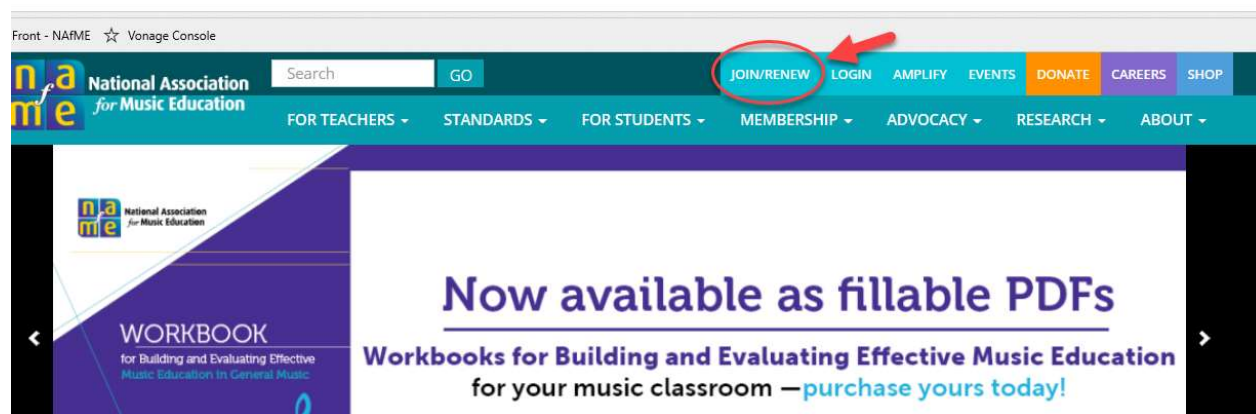 Front - NAfME Vonage Console
name National Association
for Music Education
Search GO
JOIN/RENEW LOGIN AMPLIFY EVENTS DONATE CAREERS SHOP
FOR TEACHERS STANDARDS FOR STUDENTS MEMBERSHIP ADVOCACY RESEARCH ABOUT
name National Association
for Music Education
WORKBOOK
for Building and Evaluating Effective
Music Education in General Music
Now available as fillable PDFs
Workbooks for Building and Evaluating Effective Music Education
for your music classroom —purchase yours today!